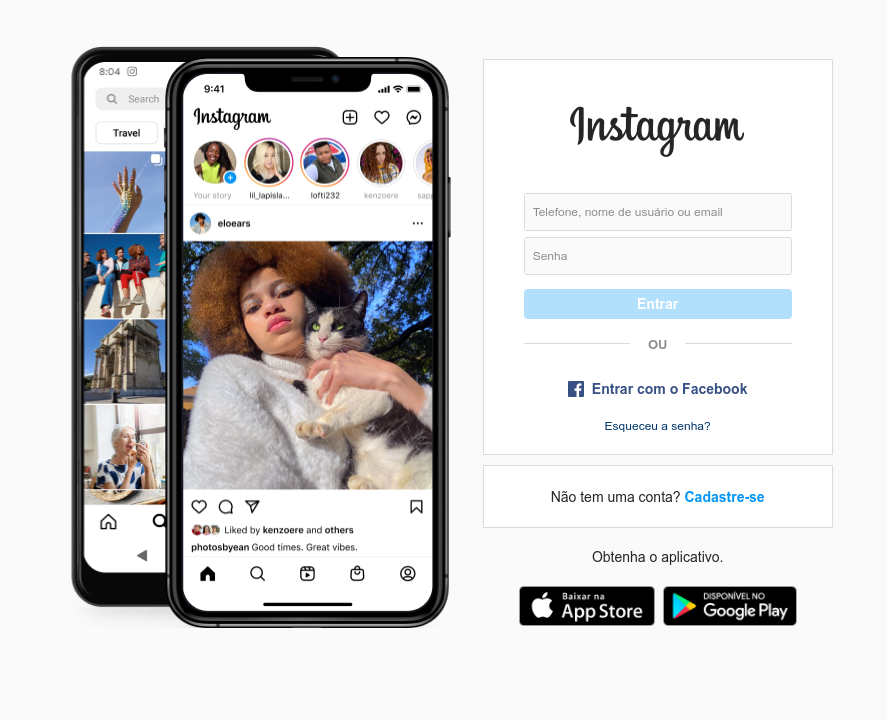 8:04
Search
Travel
9:41
Instagram
Your story
lil_lapisla...
lofti232
kenzoere
eloears
Liked by kenzoere and others
photosbyean Good times. Great vibes.
Instagram
Telefone, nome de usuário ou email
Senha
Entrar
OU
Entrar com o Facebook
Esqueceu a senha?
Não tem uma conta? Cadastre-se
Obtenha o aplicativo.
Baixar na
App Store
DISPONÍVEL NO
Google Play